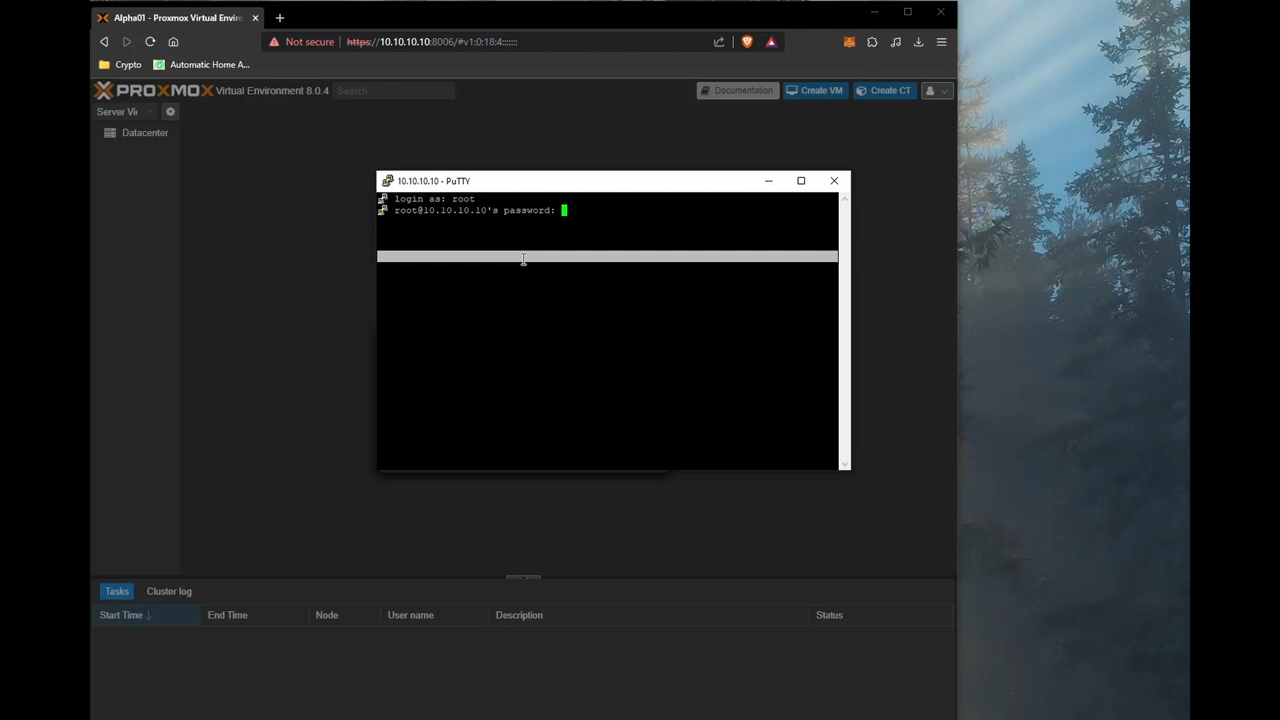 Alpha01 - Proxmox Virtual Enviro
Not secure https://10.10.10.10:8006/#v1:0:18:4:::::::
Crypto Automatic Home A...
PROXMOX Virtual Environment 8.0.4 Search Documentation Create VM Create CT
Server Vi
Datacenter
10.10.10.10 - PuTTY
login as: root
root@10.10.10.10's password:
Tasks Cluster log
Start Time End Time Node User name Description Status